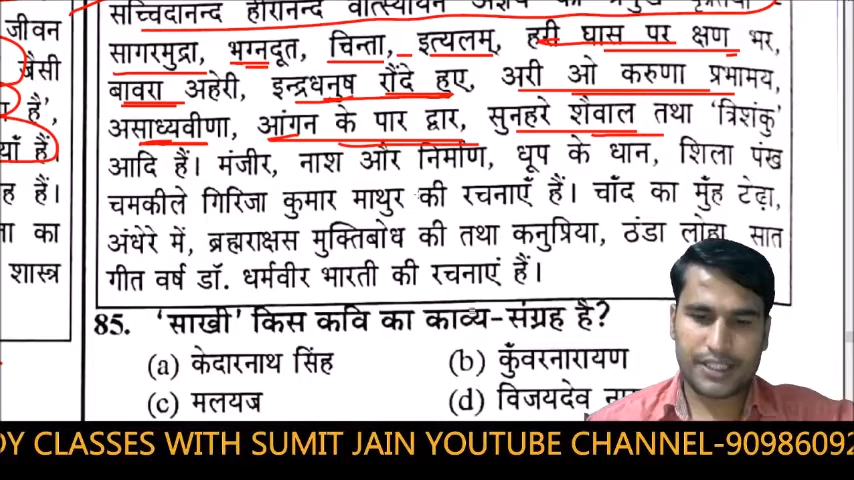 जीवन
जैसी
है',
याँ हैं।
ह हैं।
ा का
शास्त्र
सच्चिदानन्द हीरानन्द वात्स्यायन अज्ञेय की प्रमुख कृतियाँ
सागरमुद्रा, भग्नदूत, चिन्ता, इत्यलम्, हरी घास पर क्षण भर,
बावरा अहेरी, इन्द्रधनुष रौंदे हुए, अरी ओ करुणा प्रभामय,
असाध्यवीणा, आंगन के पार द्वार, सुनहरे शैवाल तथा 'त्रिशंकु'
आदि हैं। मंजीर, नाश और निर्माण, धूप के धान, शिला पंख
चमकीले गिरिजा कुमार माथुर की रचनाएँ हैं। चाँद का मुँह टेढ़ा,
अंधेरे में, ब्रह्मराक्षस मुक्तिबोध की तथा कनुप्रिया, ठंडा लोहा, सात
गीत वर्ष डॉ. धर्मवीर भारती की रचनाएं हैं।
85. 'साखी' किस कवि का काव्य-संग्रह है?
(a) केदारनाथ सिंह (b) कुँवरनारायण
(c) मलयज (d) विजयदेव
DY CLASSES WITH SUMIT JAIN YOUTUBE CHANNEL-90986092